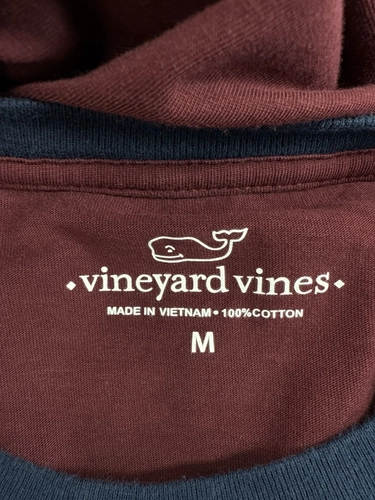 • vineyard vines •
MADE IN VIETNAM • 100%COTTON
M